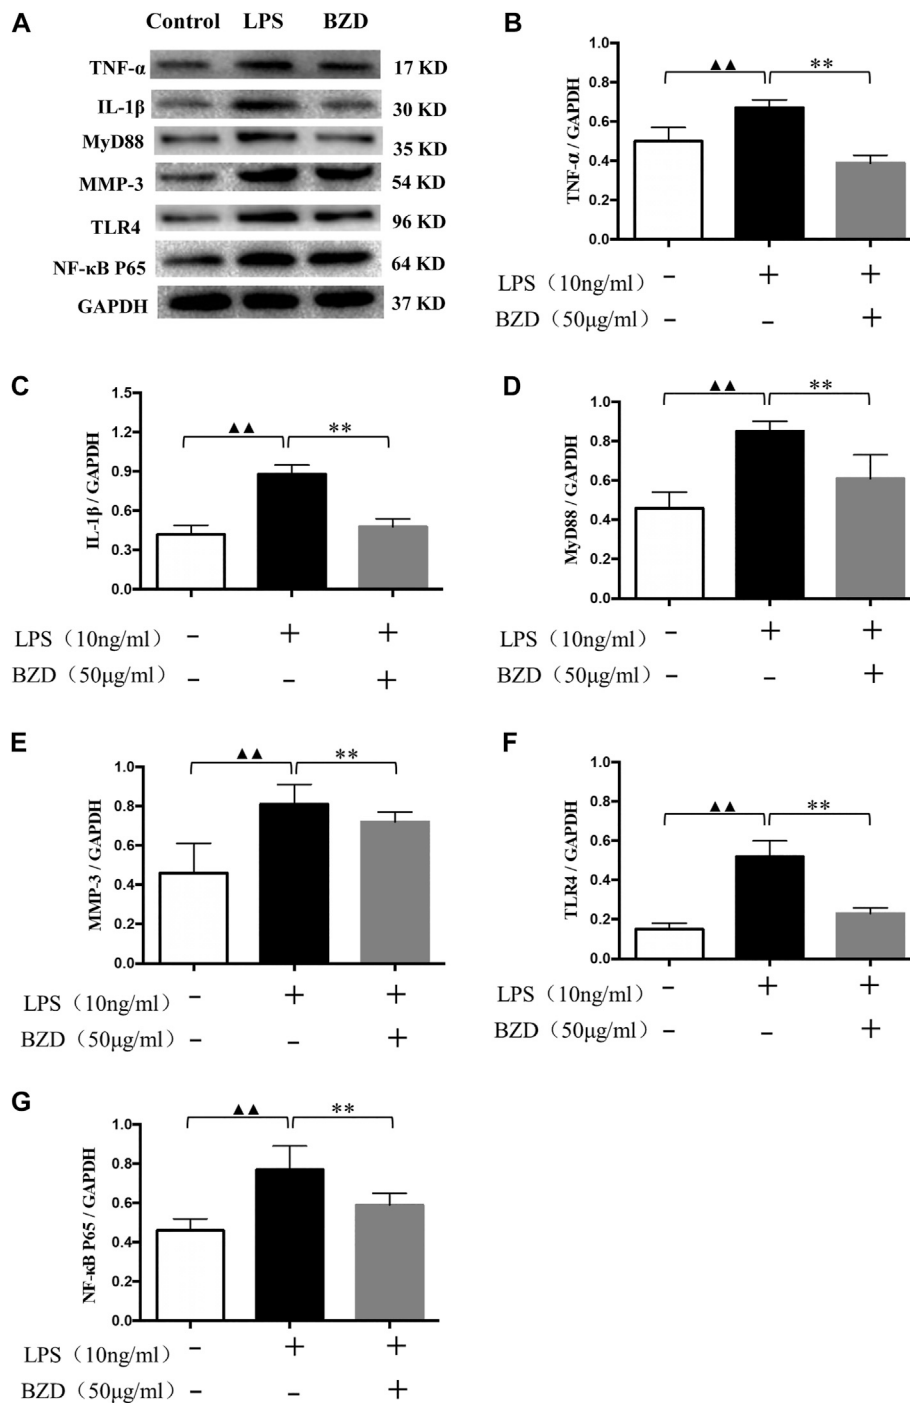 A
Control LPS BZD
TNF-α 17 KD
IL-1β 30 KD
MyD88 35 KD
MMP-3 54 KD
TLR4 96 KD
NF-κB P65 64 KD
GAPDH 37 KD
B
TNF-α / GAPDH
1.0
0.8
0.6
0.4
0.2
0.0
▲▲ **
LPS（10ng/ml） – + +
BZD（50μg/ml） – – +
C
IL-1β / GAPDH
1.5
1.2
0.9
0.6
0.3
0.0
▲▲ **
LPS（10ng/ml） – + +
BZD（50μg/ml） – – +
D
MyD88 / GAPDH
1.0
0.8
0.6
0.4
0.2
0.0
▲▲ **
LPS（10ng/ml） – + +
BZD（50μg/ml） – – +
E
MMP-3 / GAPDH
1.0
0.8
0.6
0.4
0.2
0.0
▲▲ **
LPS（10ng/ml） – + +
BZD（50μg/ml） – – +
F
TLR4 / GAPDH
1.0
0.8
0.6
0.4
0.2
0.0
▲▲ **
LPS（10ng/ml） – + +
BZD（50μg/ml） – – +
G
NF-κB P65 / GAPDH
1.0
0.8
0.6
0.4
0.2
0.0
▲▲ **
LPS（10ng/ml） – + +
BZD（50μg/ml） – – +